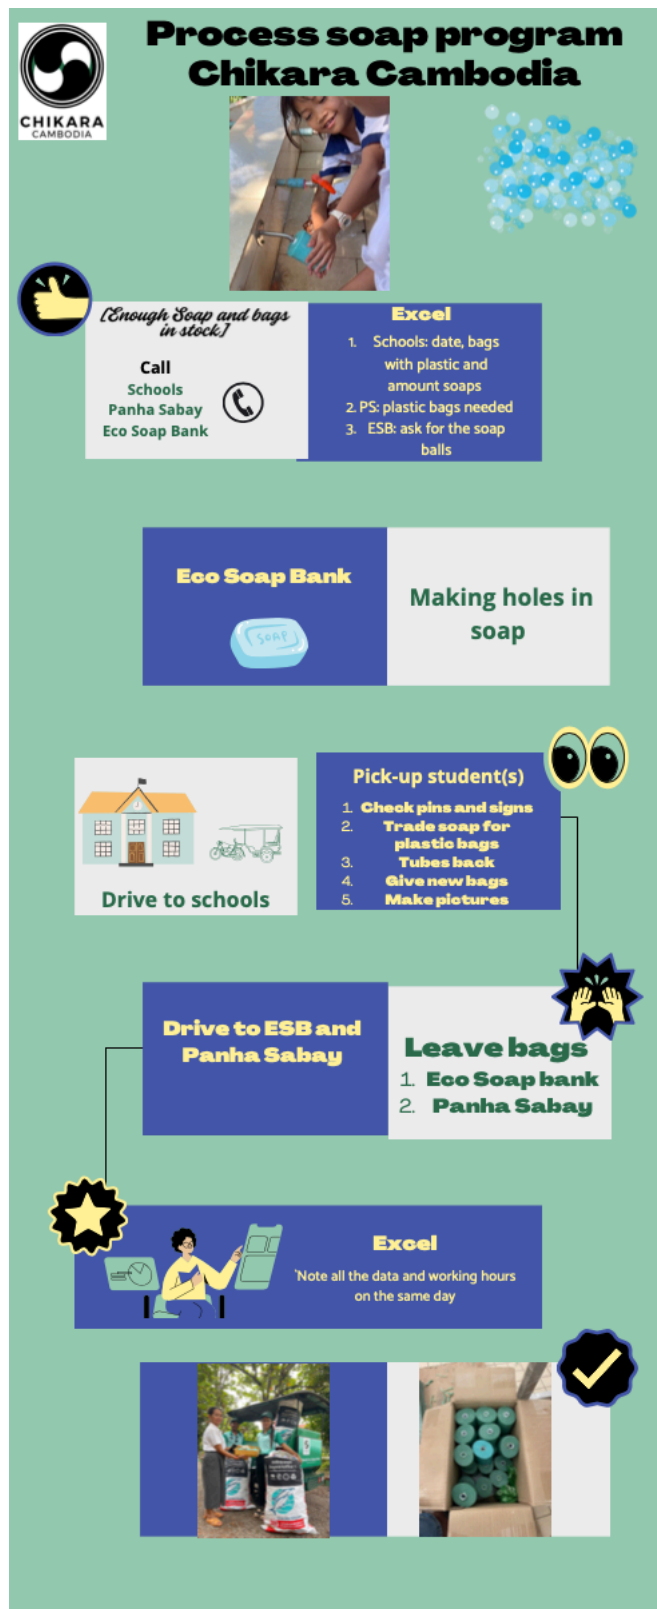 Process soap program
Chikara Cambodia
CHIKARA
CAMBODIA
[Enough Soap and bags
in stock]
Call
Schools
Panha Sabay
Eco Soap Bank
Excel
1. Schools: date, bags
with plastic and
amount soaps
2. PS: plastic bags needed
3. ESB: ask for the soap
balls
Eco Soap Bank
SOAP
Making holes in
soap
Drive to schools
Pick-up student(s)
1. Check pins and signs
2. Trade soap for
plastic bags
3. Tubes back
4. Give new bags
5. Make pictures
Drive to ESB and
Panha Sabay
Leave bags
1. Eco Soap bank
2. Panha Sabay
Excel
'Note all the data and working hours
on the same day